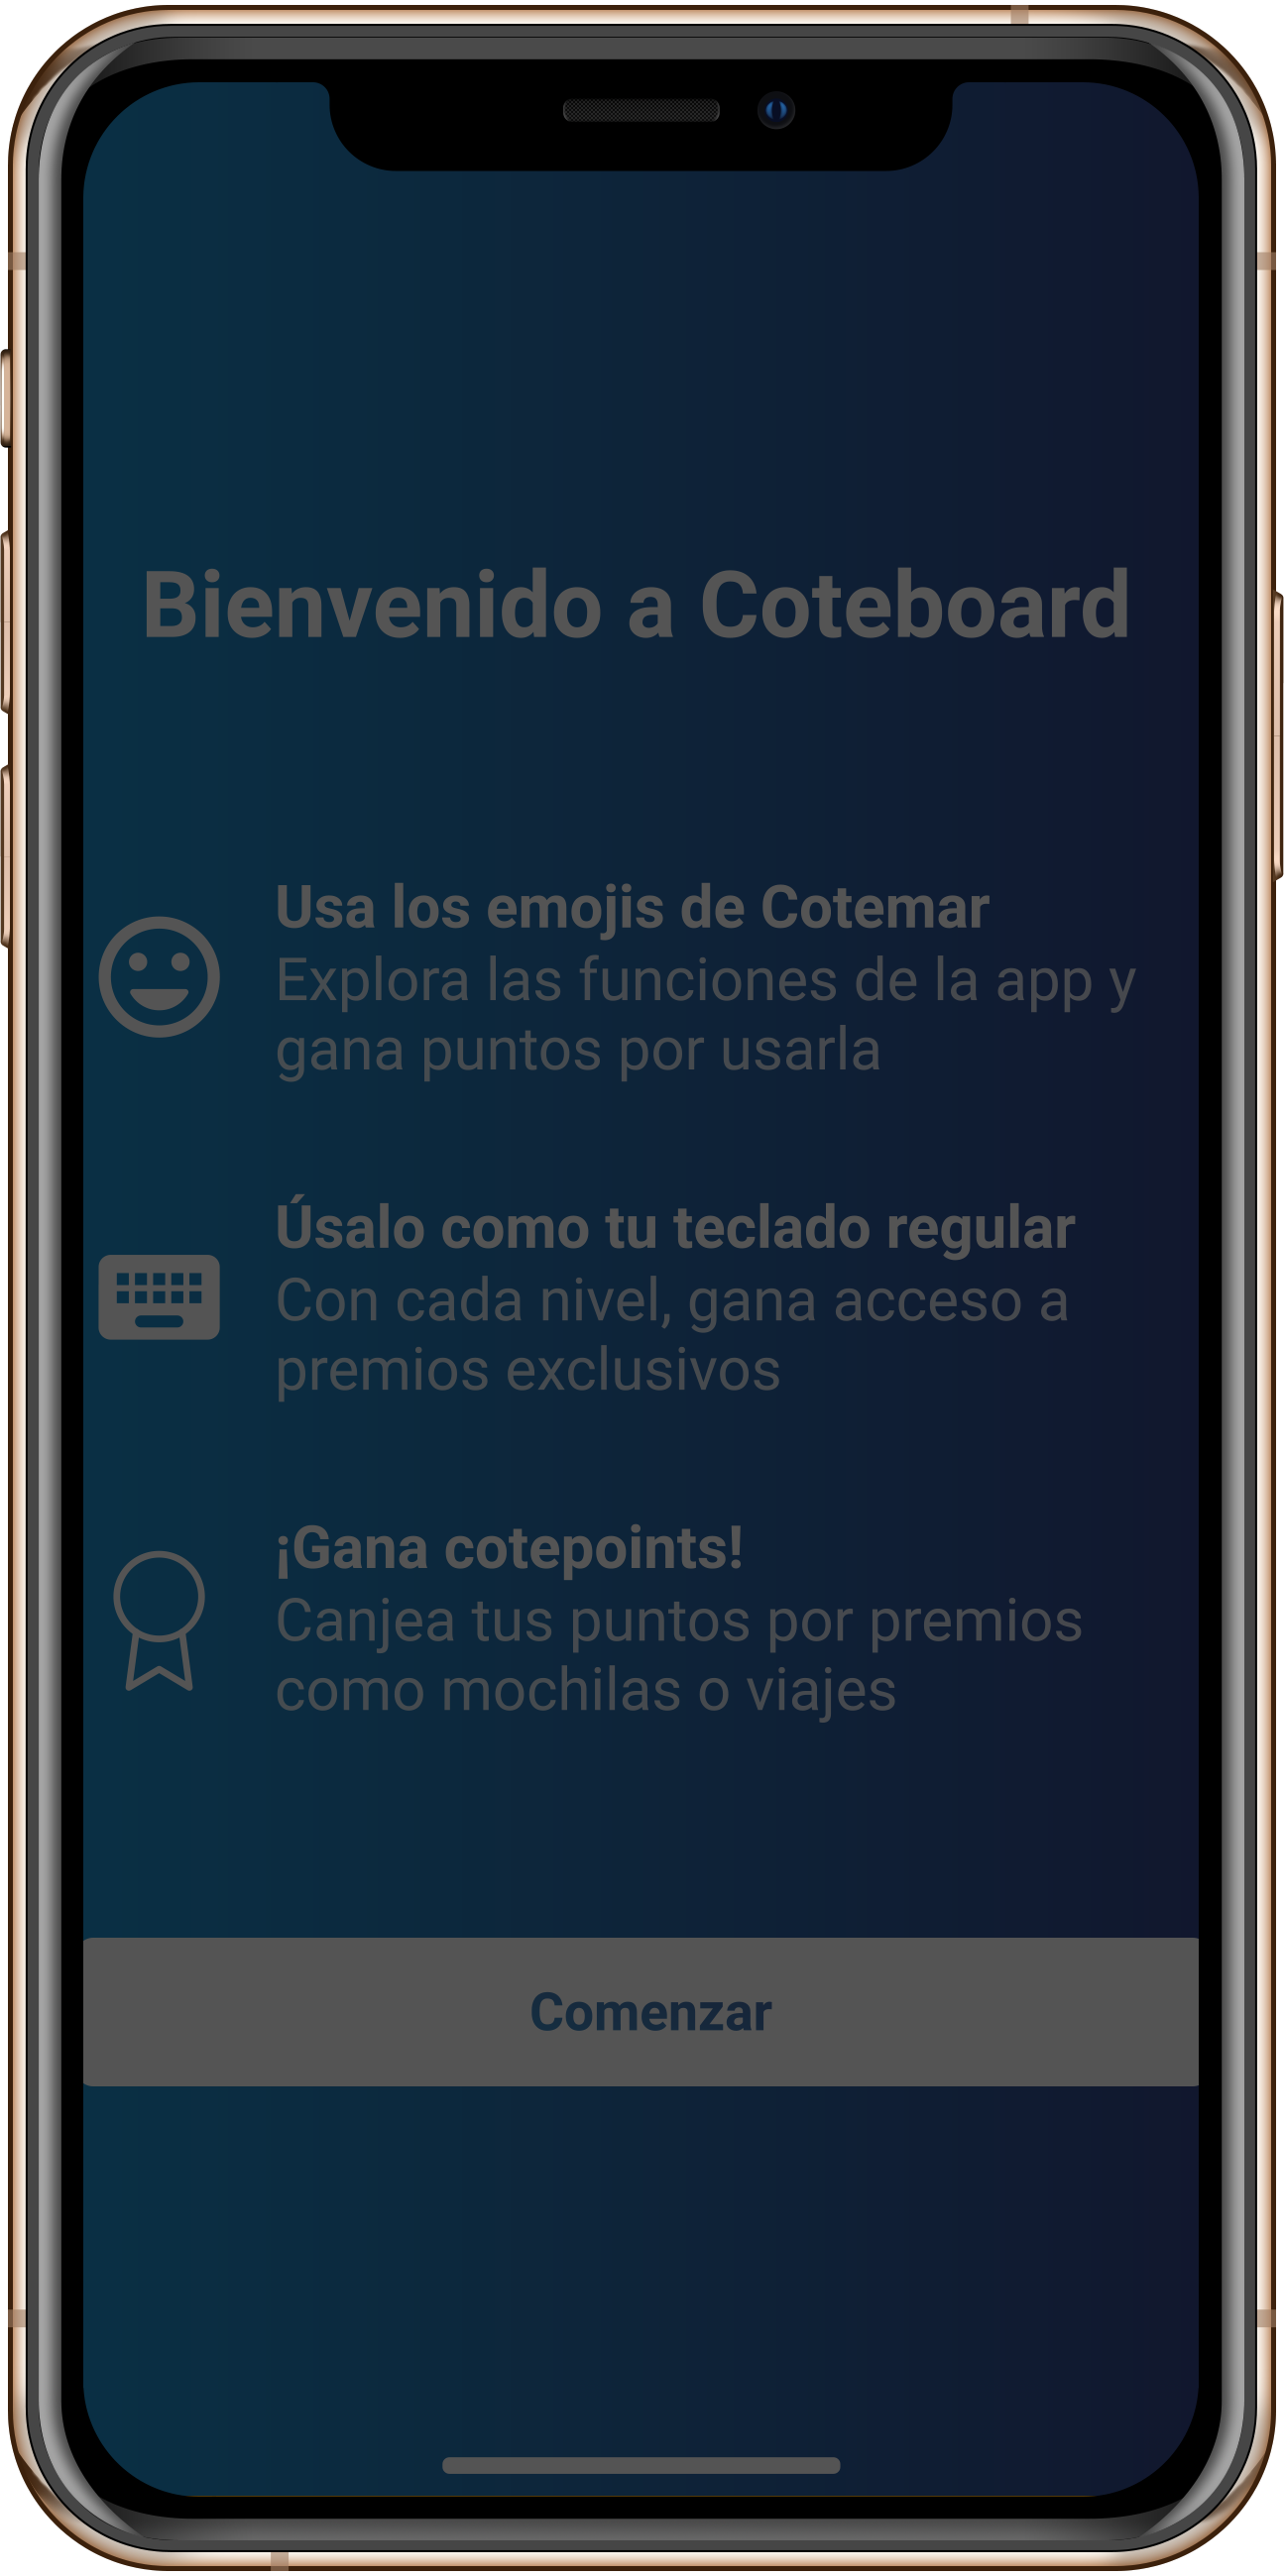 Bienvenido a Coteboard
Usa los emojis de Cotemar
Explora las funciones de la app y
gana puntos por usarla
Úsalo como tu teclado regular
Con cada nivel, gana acceso a
premios exclusivos
¡Gana cotepoints!
Canjea tus puntos por premios
como mochilas o viajes
Comenzar